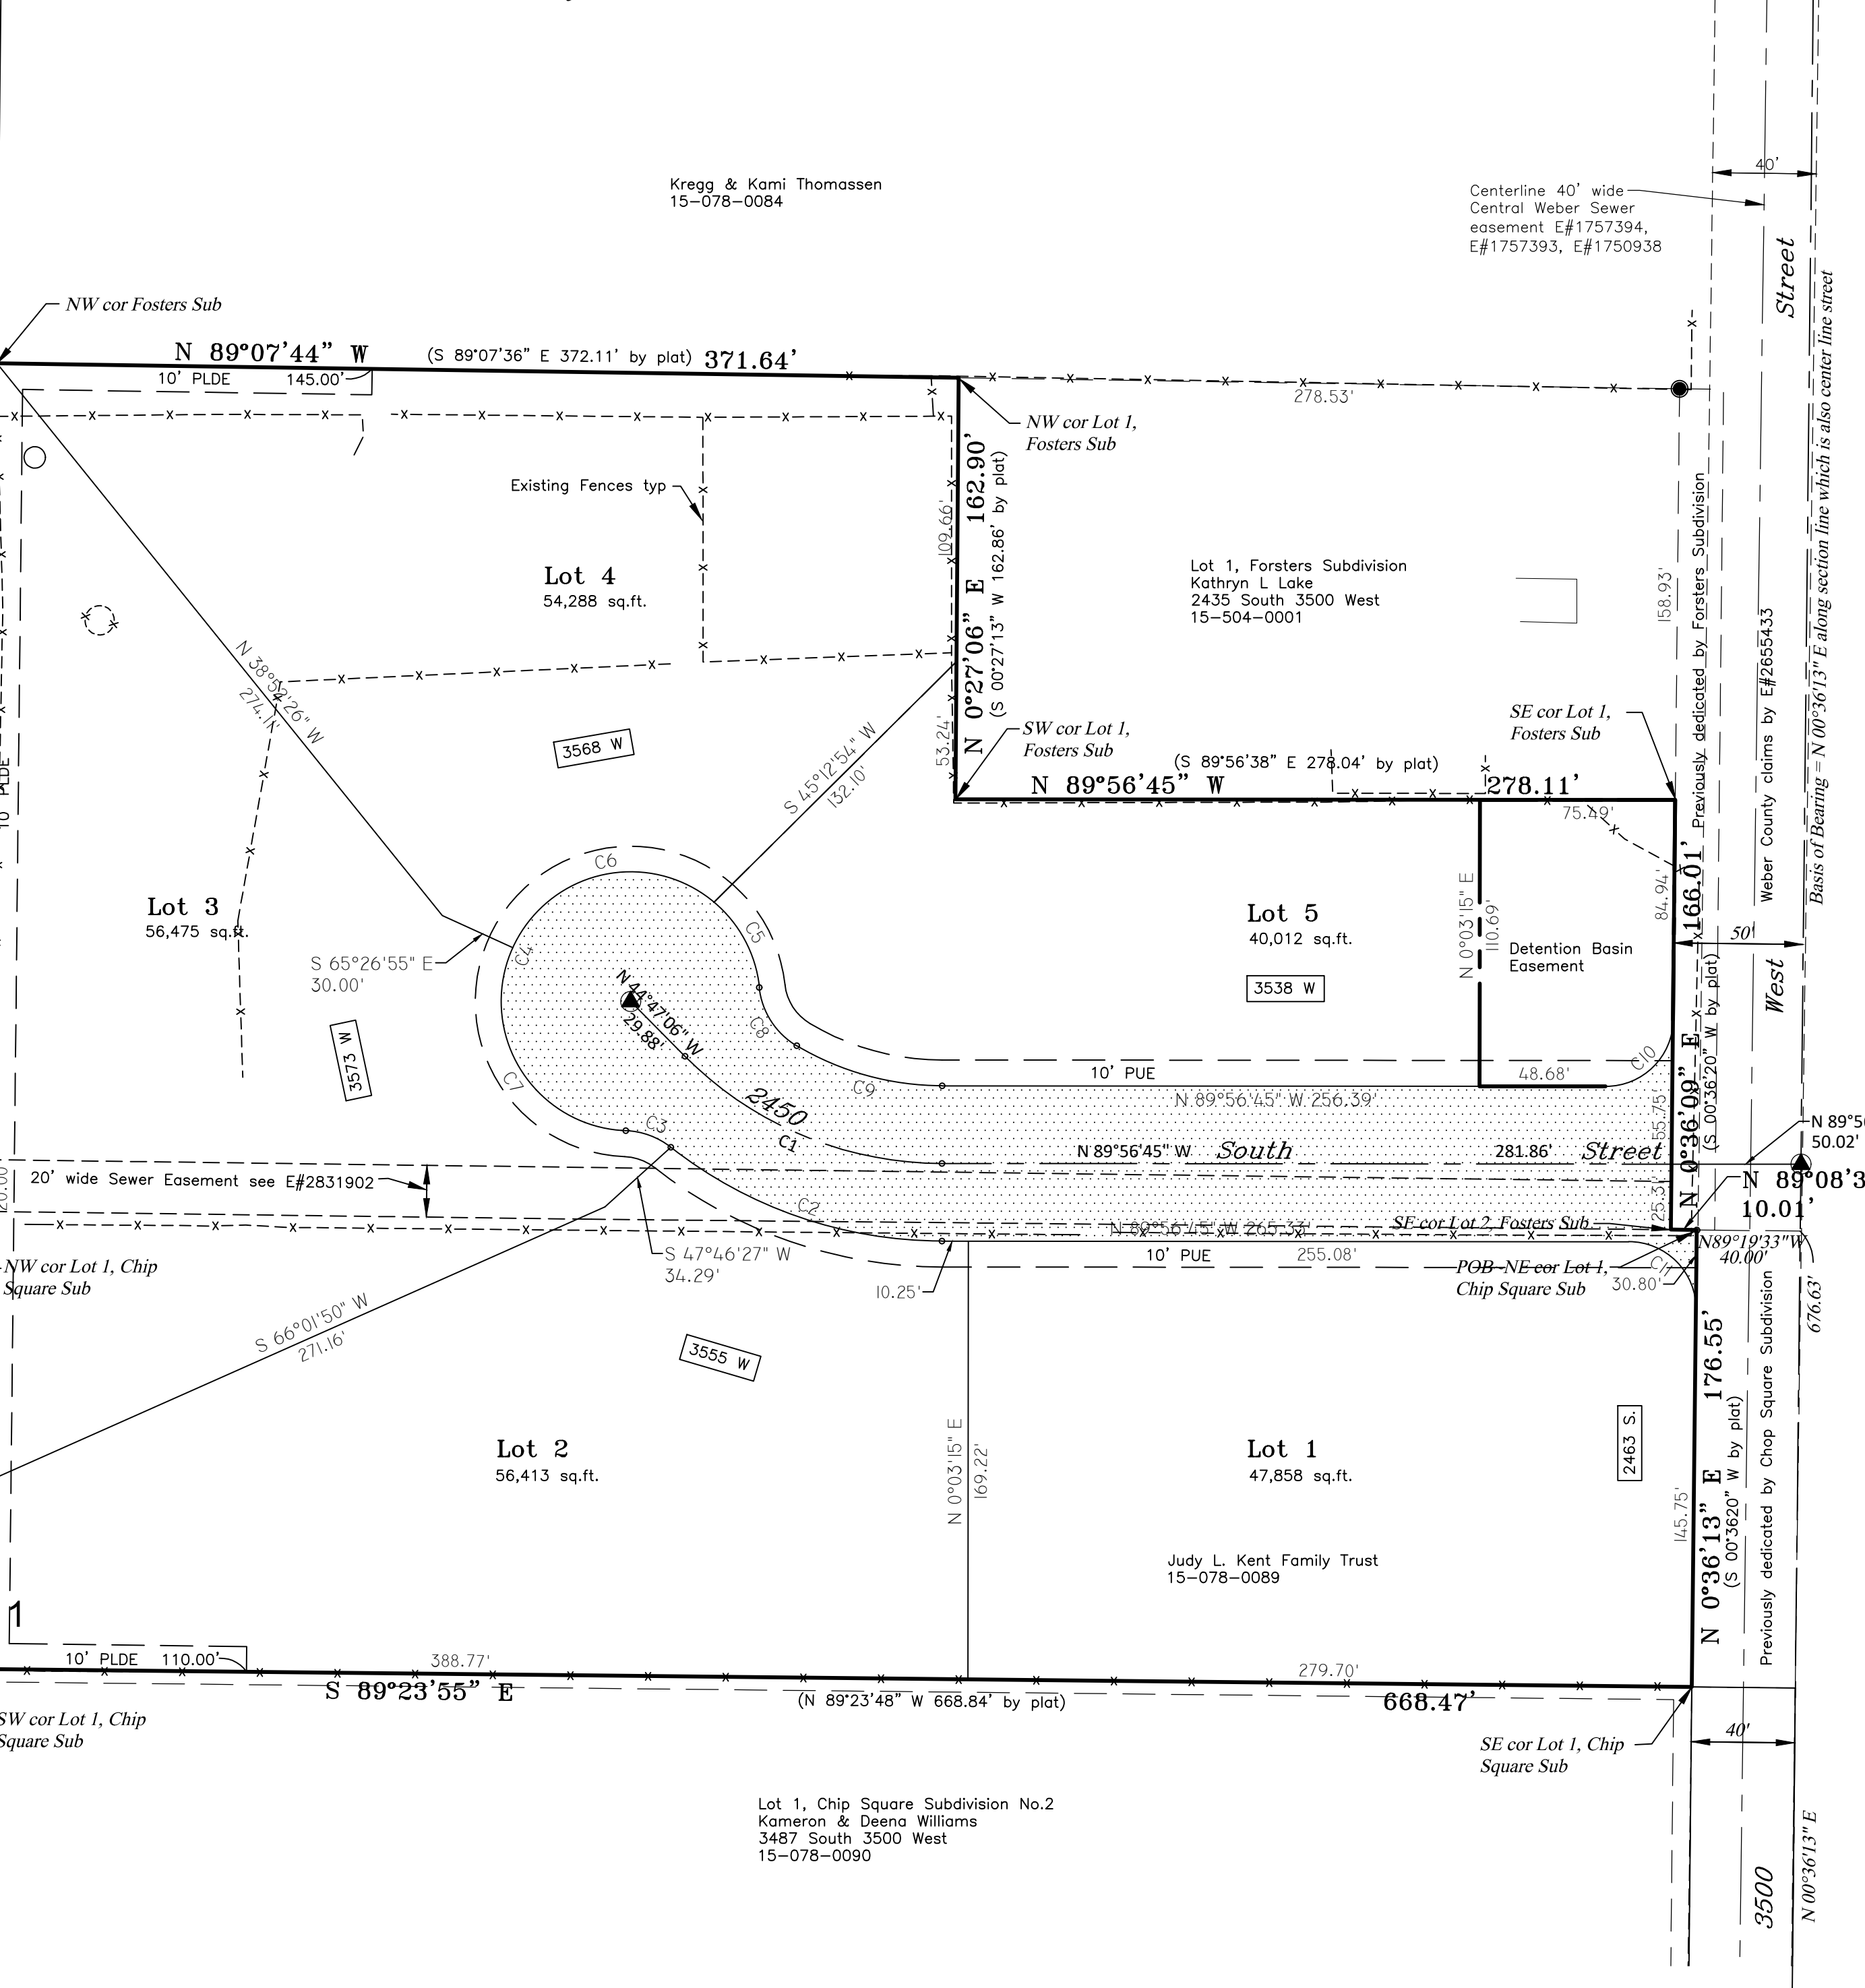 Kregg & Kami Thomassen
15-078-0084
40'
Centerline 40' wide
Central Weber Sewer
easement E#1757394,
E#1757393, E#1750938
Street
Basis of Bearing = N 00°36'13" E along section line which is also center line street
NW cor Fosters Sub
N 89°07'44" W
(S 89°07'36" E 372.11' by plat)
371.64'
10' PLDE
145.00'
278.53'
NW cor Lot 1,
Fosters Sub
Existing Fences typ
109.66'
N 0°27'06" E 162.90'
(S 00°27'13" W 162.86' by plat)
Lot 4
54,288 sq.ft.
Lot 1, Forsters Subdivision
Kathryn L Lake
2435 South 3500 West
15-504-0001
158.93'
Previously dedicated by Forsters Subdivision
Weber County claims by E#2655433
N 38°52'26" W
274.11'
3568 W
S 45°12'54" W
132.10'
53.24'
SW cor Lot 1,
Fosters Sub
SE cor Lot 1,
Fosters Sub
(S 89°56'38" E 278.04' by plat)
N 89°56'45" W
278.11'
75.49'
10' PLDE
C6
Lot 3
56,475 sq.ft.
C4
C5
Lot 5
40,012 sq.ft.
3538 W
N 0°03'15" E
110.69'
Detention Basin
Easement
84.94'
166.01'
N 0°36'09" E
(S 00°36'20" W by plat)
50'
West
S 65°26'55" E
30.00'
N 44°47'06" W
29.88'
C8
3573 W
C7
C9
C10
10' PUE
48.68'
N 89°56'45" W 256.39'
2450
C1
C3
55.75'
N 89°56'45" W
South
281.86'
Street
N 89°56
50.02'
20' wide Sewer Easement see E#2831902
20.00
N 89°08'3
10.01'
25.31'
C2
N 89°56'45" W 265.33'
SE cor Lot 2, Fosters Sub
N89°19'33"W
40.00'
S 47°46'27" W
34.29'
10' PUE
255.08'
POB-NE cor Lot 1,
Chip Square Sub
C11
30.80'
10.25'
NW cor Lot 1, Chip
Square Sub
676.63'
S 66°01'50" W
271.16'
3555 W
N 0°36'13" E 176.55'
(S 00°3620" W by plat)
Previously dedicated by Chop Square Subdivision
2463 S.
Lot 2
56,413 sq.ft.
N 0°03'15" E
169.22'
Lot 1
47,858 sq.ft.
145.75'
Judy L. Kent Family Trust
15-078-0089
1
10' PLDE
110.00'
388.77'
279.70'
S 89°23'55" E
(N 89°23'48" W 668.84' by plat)
668.47'
SW cor Lot 1, Chip
Square Sub
SE cor Lot 1, Chip
Square Sub
40'
Lot 1, Chip Square Subdivision No.2
Kameron & Deena Williams
3487 South 3500 West
15-078-0090
3500
N 00°36'13" E